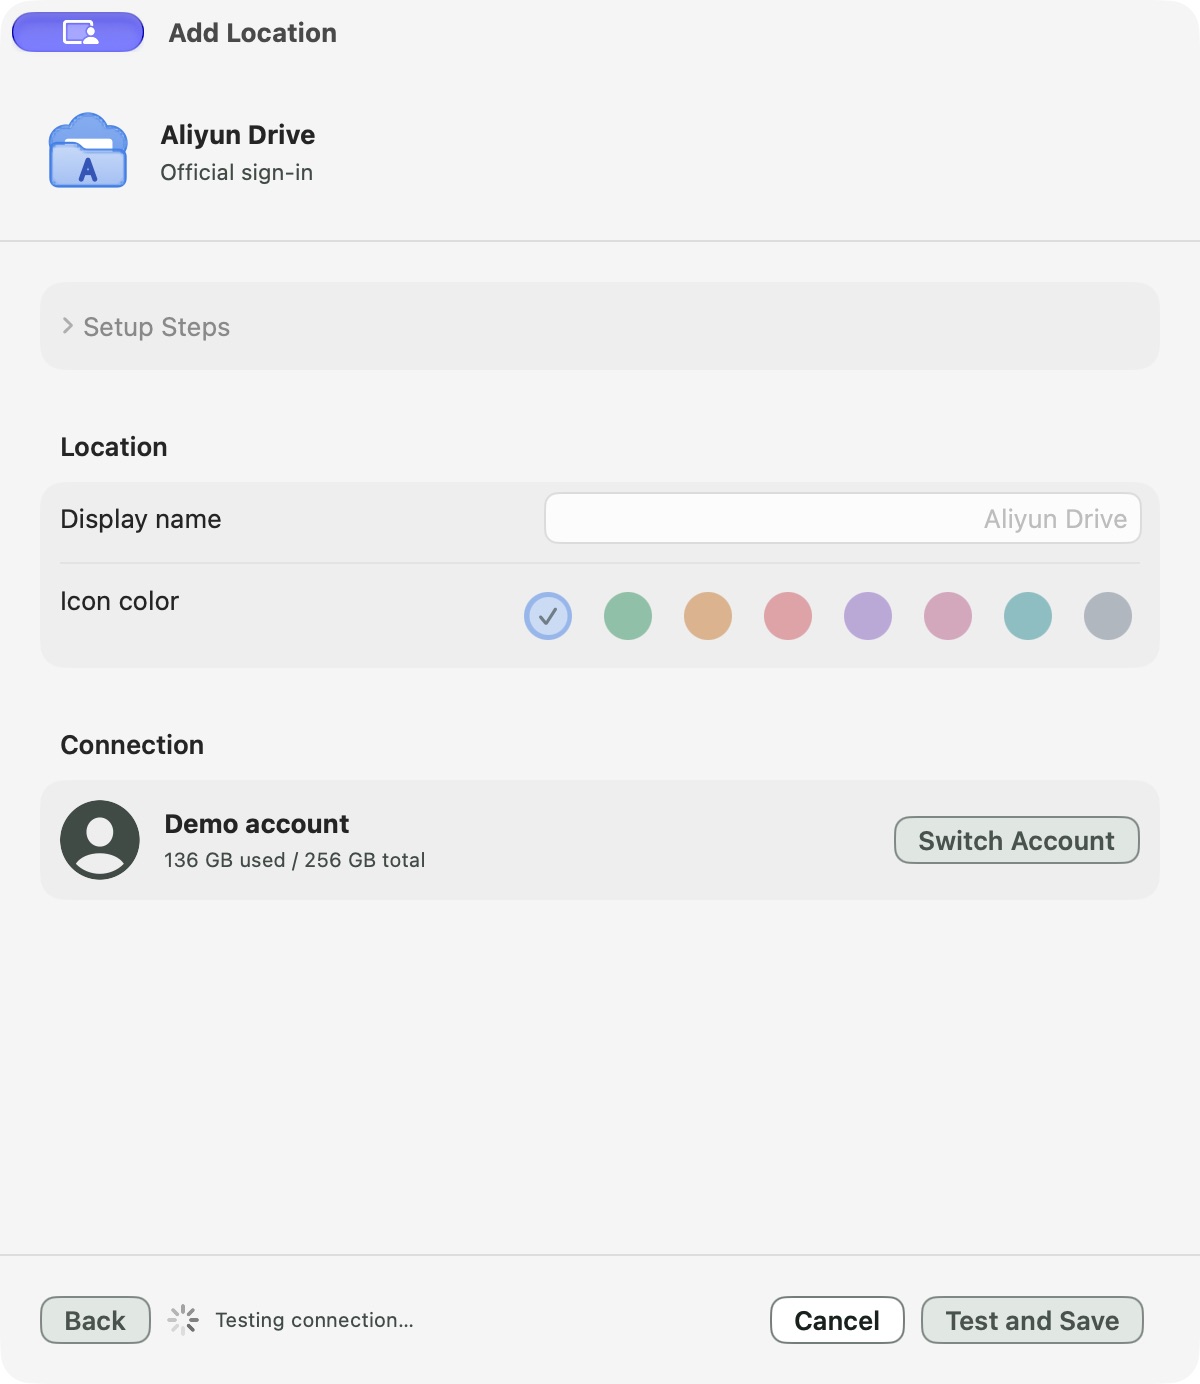 Add Location
Aliyun Drive
Official sign-in
Setup Steps
Location
Display name
Aliyun Drive
Icon color
Connection
Demo account
136 GB used / 256 GB total
Switch Account
Back
Testing connection...
Cancel
Test and Save